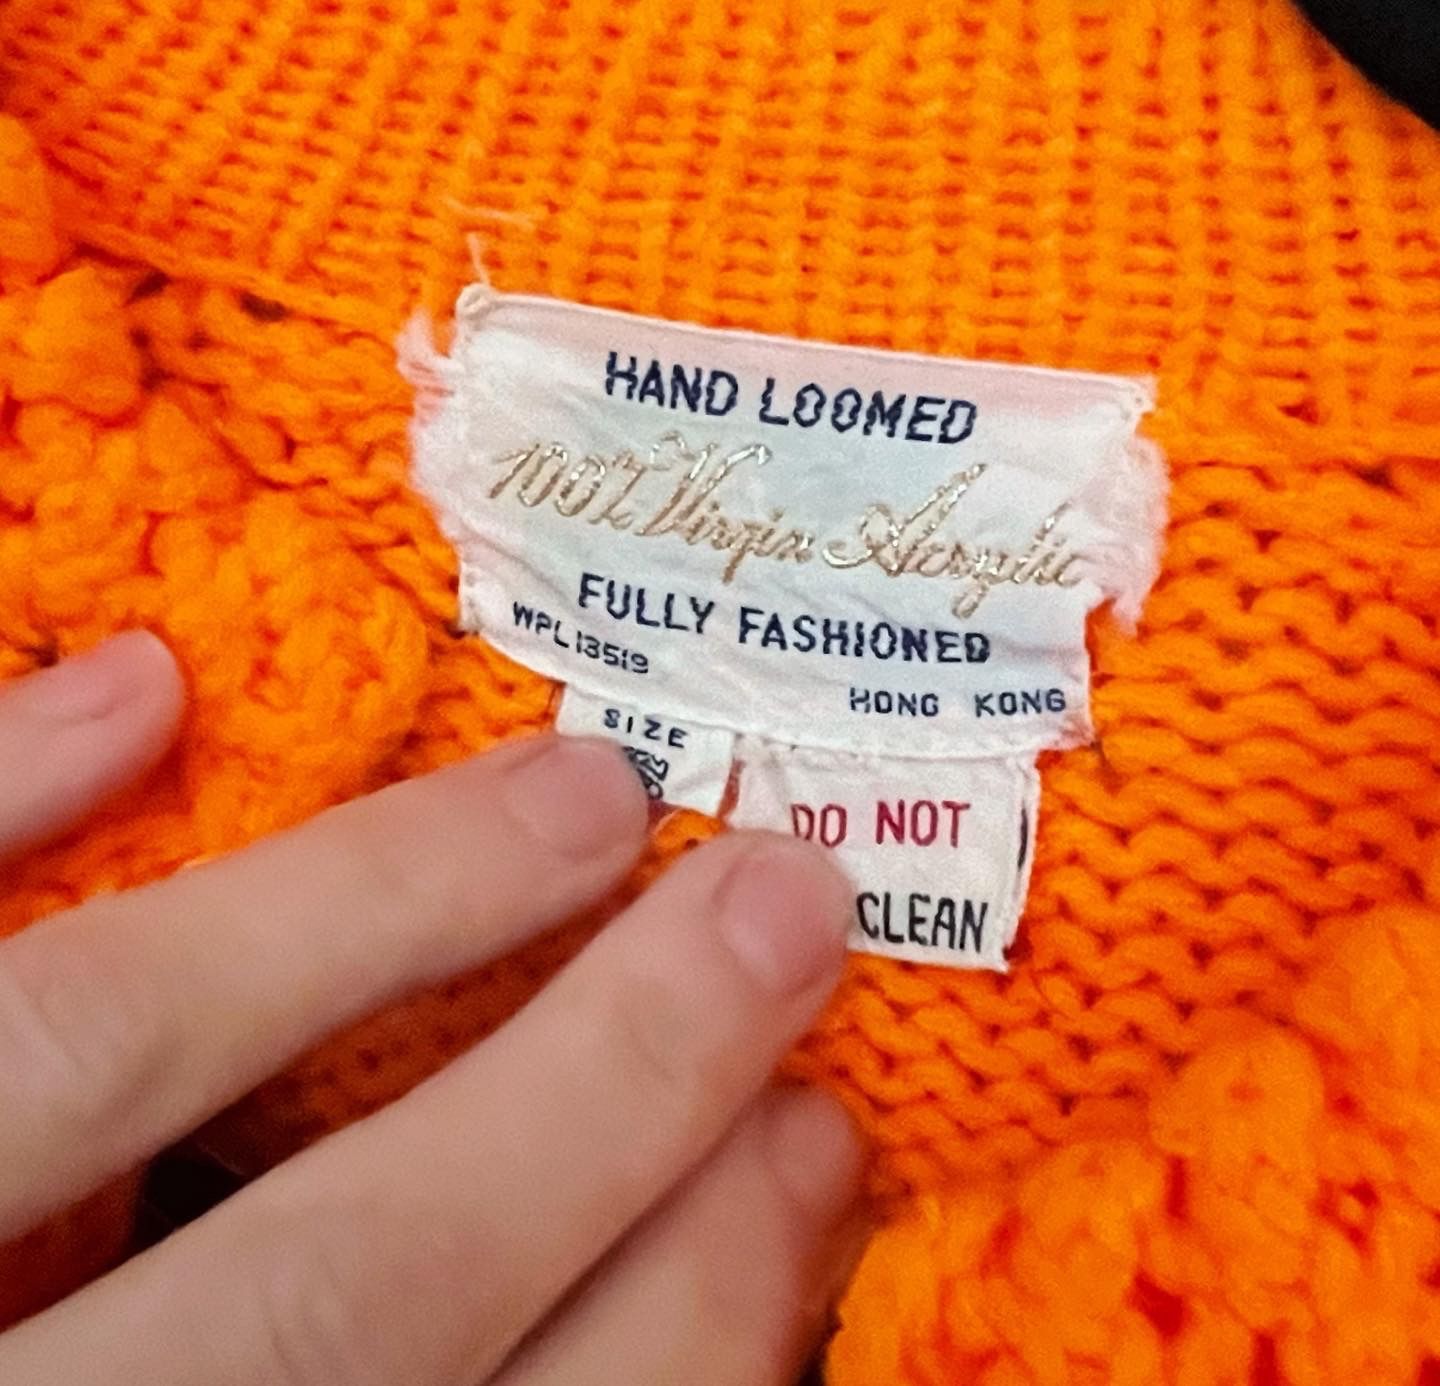 HAND LOOMED
100% Virgin Acrylic
FULLY FASHIONED
WPL13519
HONG KONG
SIZE
DO NOT
CLEAN